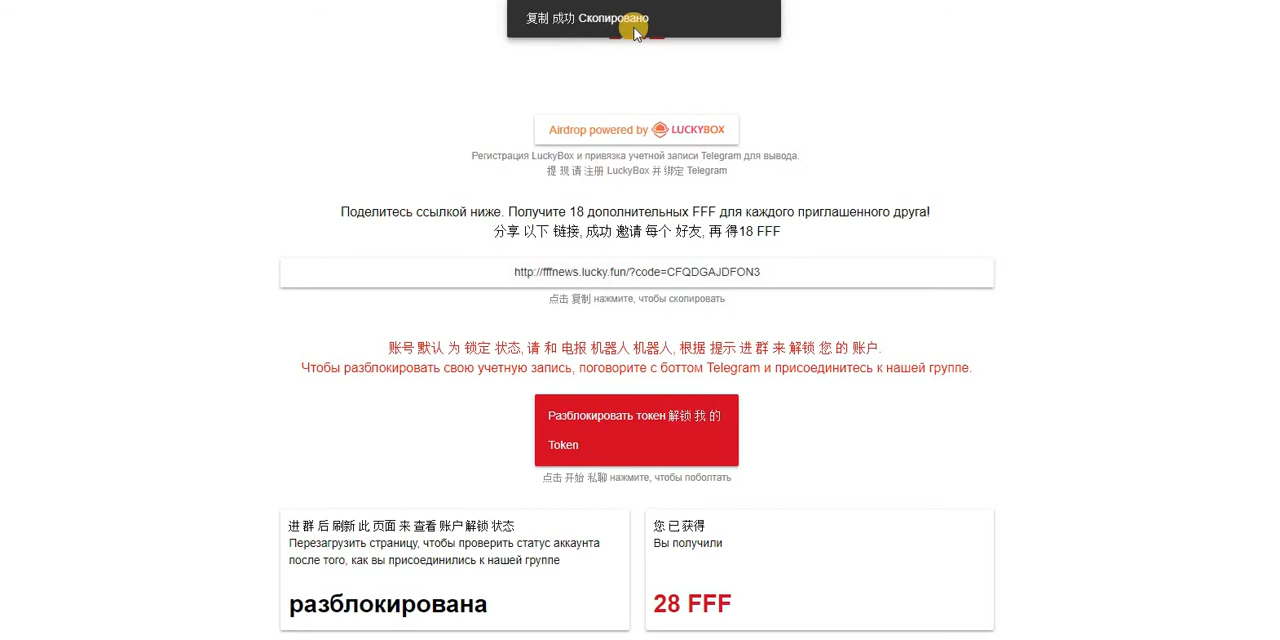 复制 成功 Скопировано
Airdrop powered by LUCKYBOX
Регистрация LuckyBox и привязка учетной записи Telegram для вывода.
提 现 请 注册 LuckyBox 并 绑定 Telegram
Поделитесь ссылкой ниже. Получите 18 дополнительных FFF для каждого приглашенного друга!
分享 以下 链接, 成功 邀请 每个 好友, 再 得18 FFF
http://fffnews.lucky.fun/?code=CFQDGAJDFON3
点击 复制 нажмите, чтобы скопировать
账号 默认 为 锁定 状态, 请 和 电报 机器人 机器人, 根据 提示 进 群 来 解锁 您 的 账户.
Чтобы разблокировать свою учетную запись, поговорите с боттом Telegram и присоединитесь к нашей группе.
Разблокировать токен 解锁 我 的
Token
点击 开始 私聊 нажмите, чтобы поболтать
进 群 后 刷新 此 页面 来 查看 账户 解锁 状态
Перезагрузить страницу, чтобы проверить статус аккаунта
после того, как вы присоединились к нашей группе
разблокирована
您 已 获得
Вы получили
28 FFF